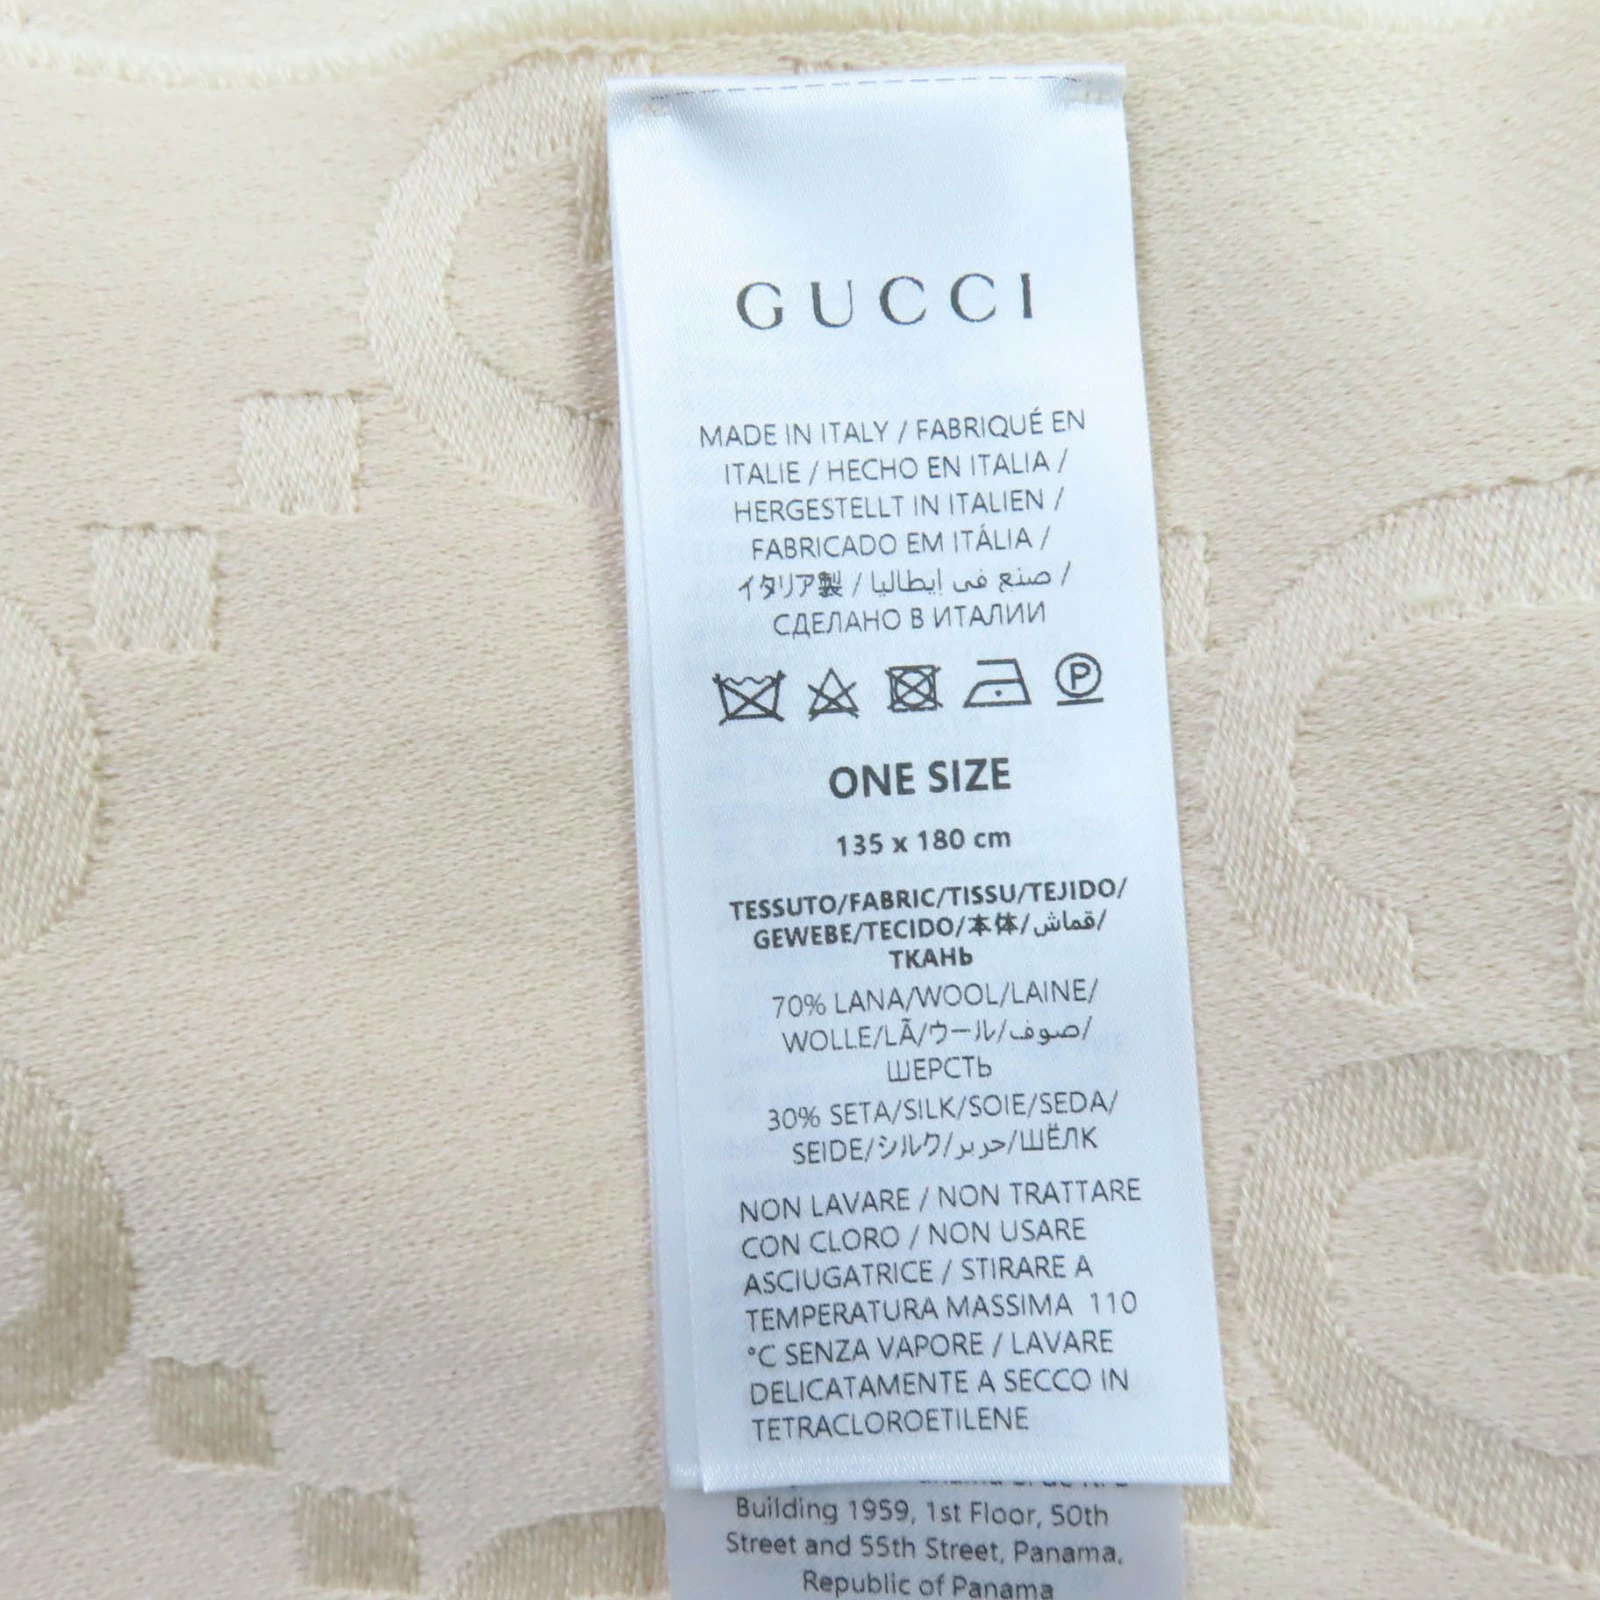 GUCCI
MADE IN ITALY / FABRIQUÉ EN
ITALIE / HECHO EN ITALIA /
HERGESTELLT IN ITALIEN /
FABRICADO EM ITÁLIA /
イタリア製 / صنع في إيطاليا /
СДЕЛАНО В ИТАЛИИ
P
ONE SIZE
135 x 180 cm
TESSUTO/FABRIC/TISSU/TEJIDO/
GEWEBE/TECIDO/本体/قماش/
ТКАНЬ
70% LANA/WOOL/LAINE/
WOLLE/LÃ/ウール/صوف/
ШЕРСТЬ
30% SETA/SILK/SOIE/SEDA/
SEIDE/シルク/حرير/ШЁЛК
NON LAVARE / NON TRATTARE
CON CLORO / NON USARE
ASCIUGATRICE / STIRARE A
TEMPERATURA MASSIMA 110
°C SENZA VAPORE / LAVARE
DELICATAMENTE A SECCO IN
TETRACLOROETILENE
Building 1959, 1st Floor, 50th
Street and 55th Street, Panama,
Republic of Panama